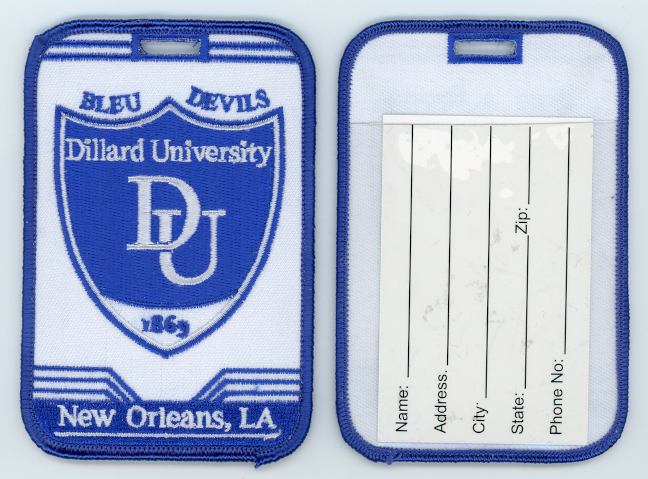 BLEU DEVILS
Dillard University
DU
1869
New Orleans, LA
Name:
Address.
City:
State: Zip:
Phone No: